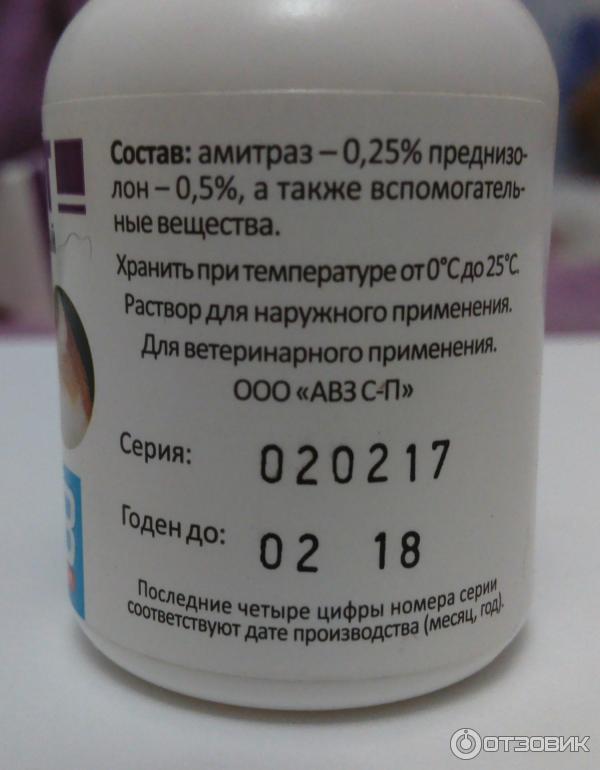 Состав: амитраз – 0,25% преднизо-
лон – 0,5%, а также вспомогатель-
ные вещества.
Хранить при температуре от 0°С до 25°С.
Раствор для наружного применения.
Для ветеринарного применения.
ООО «АВЗ С-П»
Серия: 020217
Годен до: 02 18
Последние четыре цифры номера серии
соответствуют дате производства (месяц, год).
ОТЗОВИК